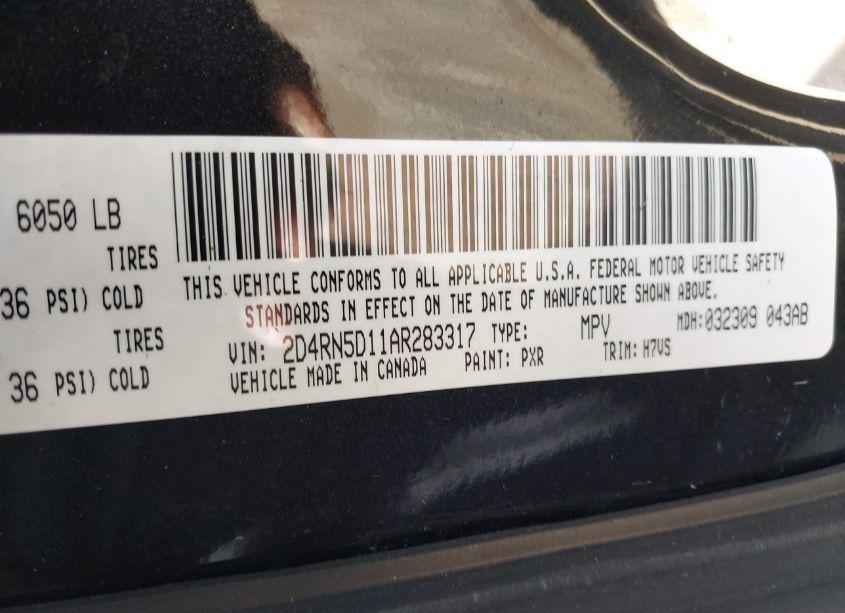 6050 LB
TIRES
36 PSI) COLD
TIRES
36 PSI) COLD
THIS VEHICLE CONFORMS TO ALL APPLICABLE U.S.A. FEDERAL MOTOR VEHICLE SAFETY
STANDARDS IN EFFECT ON THE DATE OF MANUFACTURE SHOWN ABOVE.
VIN: 2D4RN5D11AR283317 TYPE: MPV MDH:032309 043AB
VEHICLE MADE IN CANADA PAINT: PXR TRIM: H7VS